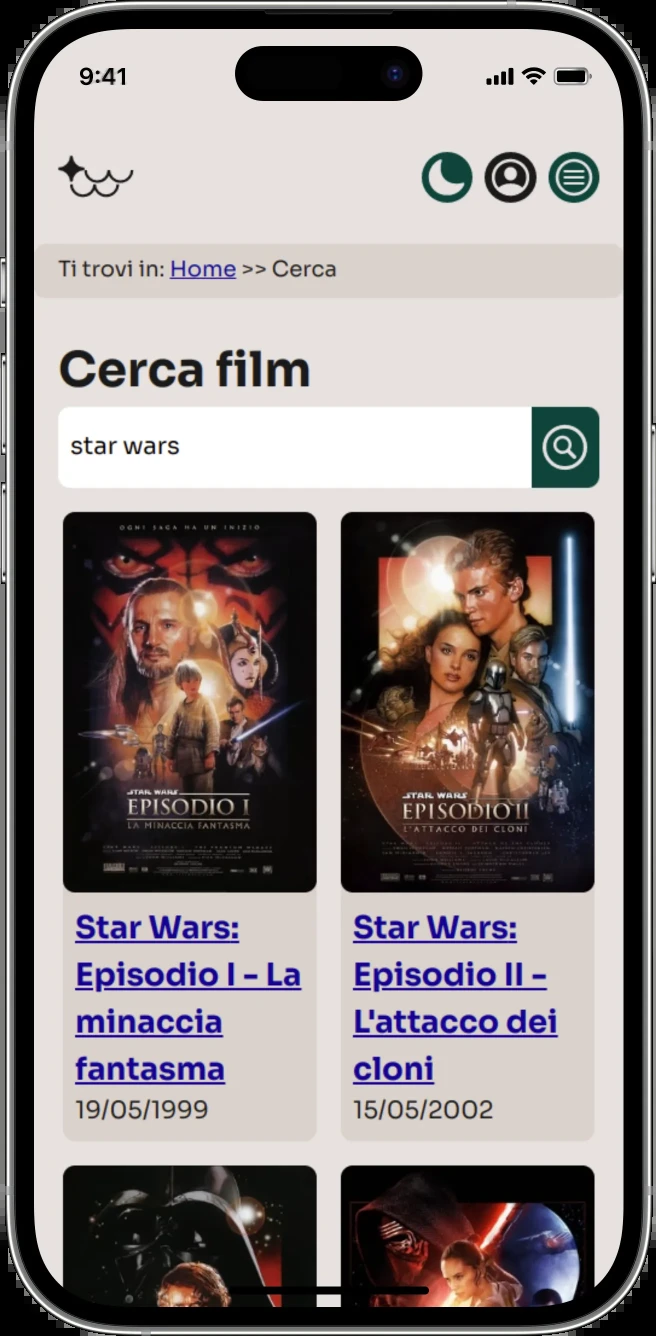 9:41
Ti trovi in: Home >> Cerca
Cerca film
star wars
OGNI SAGA HA UN INIZIO
STAR WARS
EPISODIO I
LA MINACCIA FANTASMA
STAR WARS
EPISODIO II
L'ATTACCO DEI CLONI
Star Wars:
Episodio I - La
minaccia
fantasma
19/05/1999
Star Wars:
Episodio II -
L'attacco dei
cloni
15/05/2002